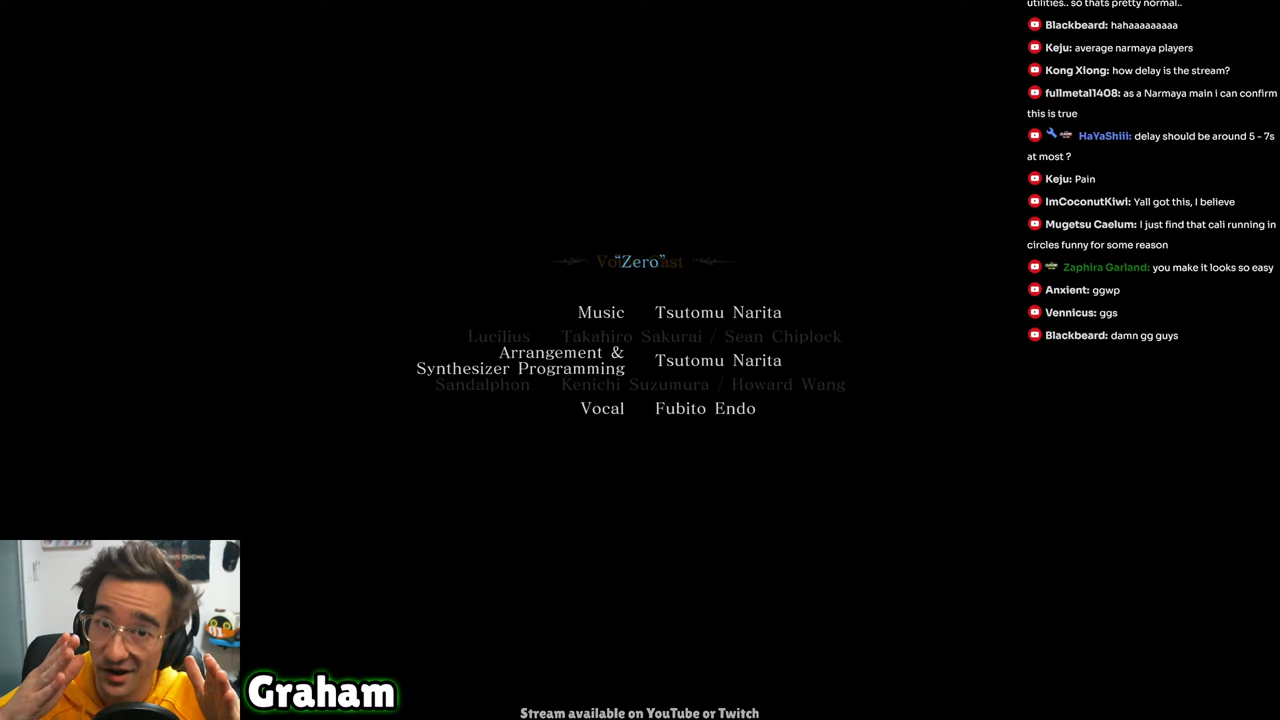 utilities.. so thats pretty normal..
Blackbeard: hahaaaaaaaaa
Keju: average narmaya players
Kong Xiong: how delay is the stream?
fullmetal1408: as a Narmaya main i can confirm
this is true
HaYaShiii: delay should be around 5 - 7s
at most ?
Keju: Pain
ImCoconutKiwi: Yall got this, I believe
Mugetsu Caelum: I just find that cali running in
circles funny for some reason
Zaphira Garland: you make it looks so easy
Anxient: ggwp
Vennicus: ggs
Blackbeard: damn gg guys
“Zero”
Music Tsutomu Narita
Lucilius Takahiro Sakurai / Sean Chiplock
Arrangement &
Synthesizer Programming Tsutomu Narita
Sandalphon Kenichi Suzumura / Howard Wang
Vocal Fubito Endo
Graham
Stream available on YouTube or Twitch